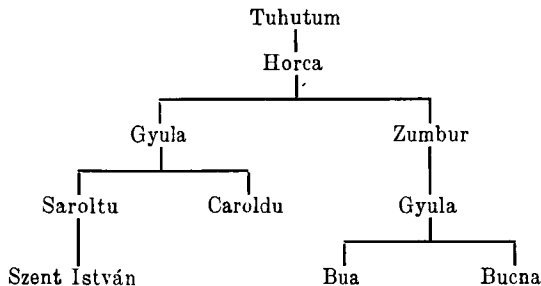 Tuhutum
Horca
Gyula Zumbur
Saroltu Caroldu Gyula
Szent István Bua Bucna